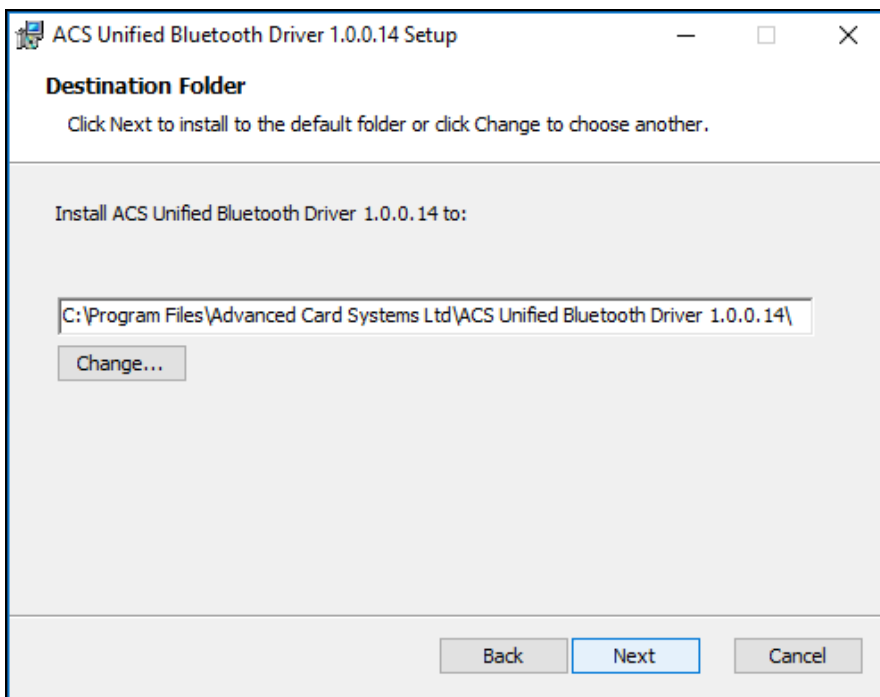 ACS Unified Bluetooth Driver 1.0.0.14 Setup
Destination Folder
Click Next to install to the default folder or click Change to choose another.
Install ACS Unified Bluetooth Driver 1.0.0.14 to:
C:\Program Files\Advanced Card Systems Ltd\ACS Unified Bluetooth Driver 1.0.0.14\
Change...
Back Next Cancel